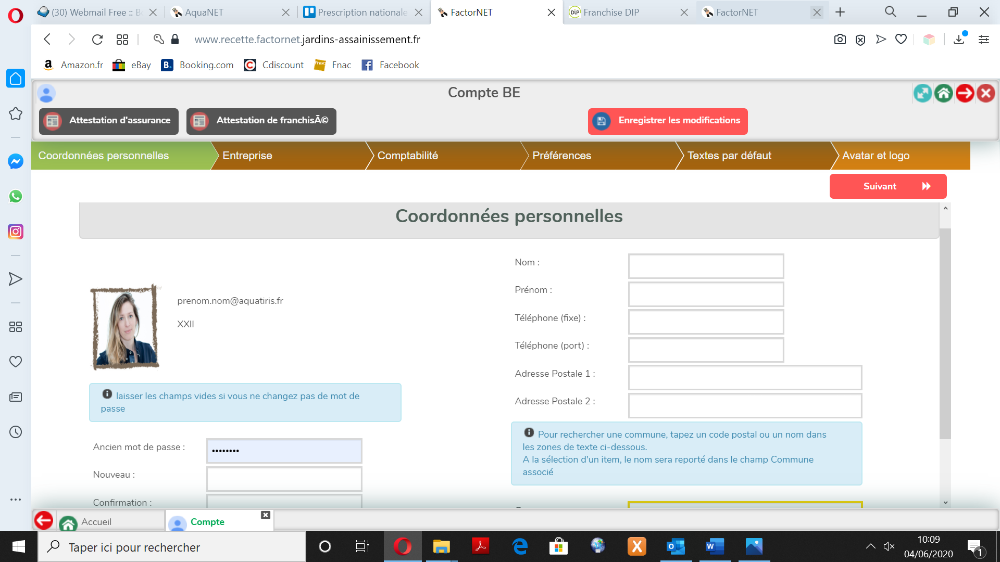 (30) Webmail Free :: B
AquaNET
Prescription nationale
FactorNET
Franchise DIP
FactorNET
www.recette.factornet.jardins-assainissement.fr
Amazon.fr
eBay
Booking.com
Cdiscount
Fnac
Facebook
Compte BE
Attestation d'assurance
Attestation de franchisÃ©
Enregistrer les modifications
Coordonnées personnelles
Entreprise
Comptabilité
Préférences
Textes par défaut
Avatar et logo
Suivant
Coordonnées personnelles
prenom.nom@aquatiris.fr
XXII
laisser les champs vides si vous ne changez pas de mot de
passe
Ancien mot de passe :
••••••••
Nouveau :
Confirmation :
Nom :
Prénom :
Téléphone (fixe) :
Téléphone (port) :
Adresse Postale 1 :
Adresse Postale 2 :
Pour rechercher une commune, tapez un code postal ou un nom dans
les zones de texte ci-dessous.
A la sélection d'un item, le nom sera reporté dans le champ Commune
associé
Accueil
Compte
Taper ici pour rechercher
10:09
04/06/2020
1